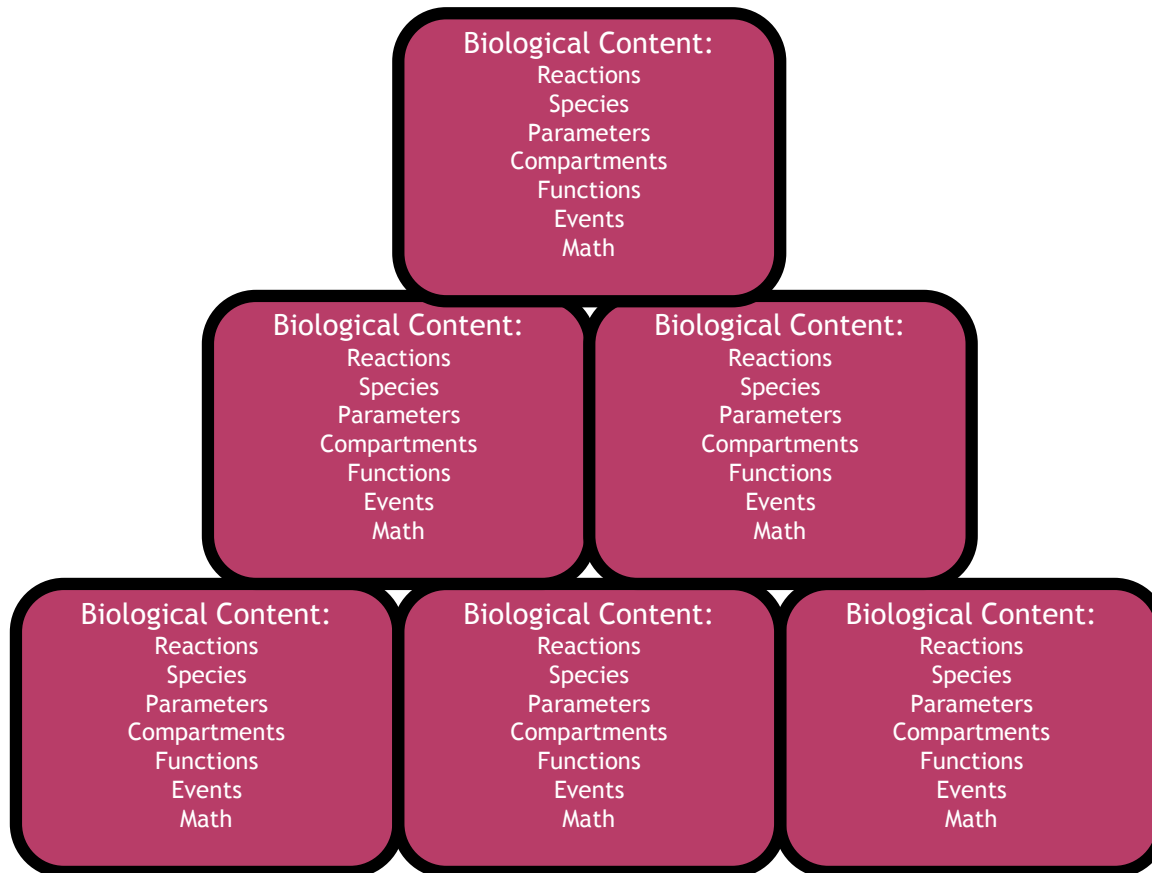 Biological Content:
Reactions
Species
Parameters
Compartments
Functions
Events
Math
Biological Content:
Reactions
Species
Parameters
Compartments
Functions
Events
Math
Biological Content:
Reactions
Species
Parameters
Compartments
Functions
Events
Math
Biological Content:
Reactions
Species
Parameters
Compartments
Functions
Events
Math
Biological Content:
Reactions
Species
Parameters
Compartments
Functions
Events
Math
Biological Content:
Reactions
Species
Parameters
Compartments
Functions
Events
Math